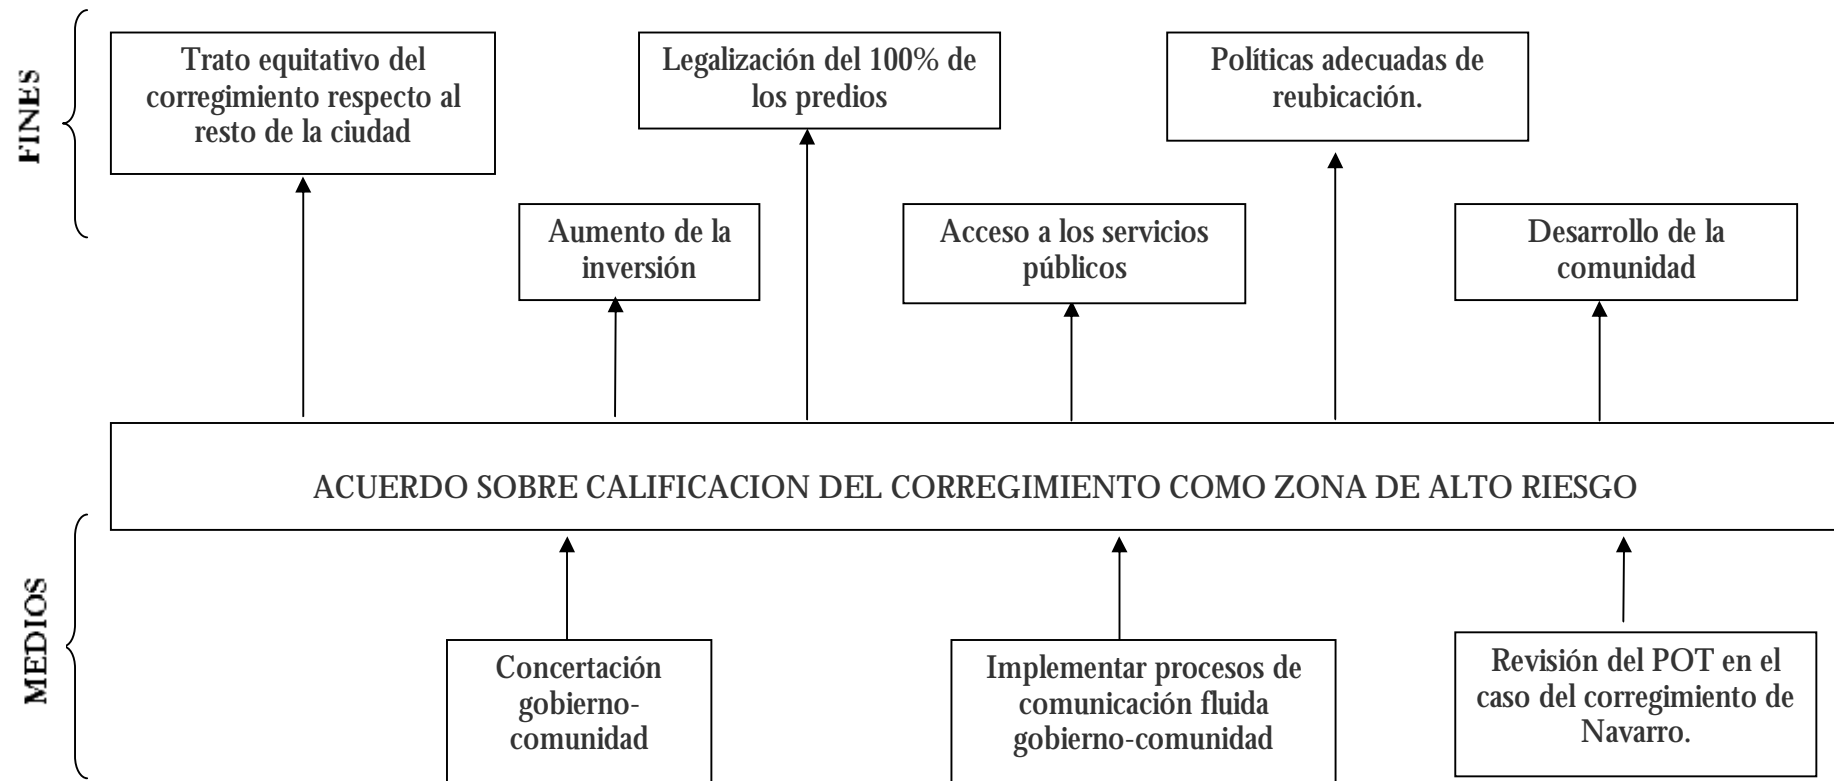 FINES
Trato equitativo del
corregimiento respecto al
resto de la ciudad
Legalización del 100% de
los predios
Políticas adecuadas de
reubicación.
Aumento de la
inversión
Acceso a los servicios
públicos
Desarrollo de la
comunidad
ACUERDO SOBRE CALIFICACION DEL CORREGIMIENTO COMO ZONA DE ALTO RIESGO
MEDIOS
Concertación
gobierno-
comunidad
Implementar procesos de
comunicación fluida
gobierno-comunidad
Revisión del POT en el
caso del corregimiento de
Navarro.